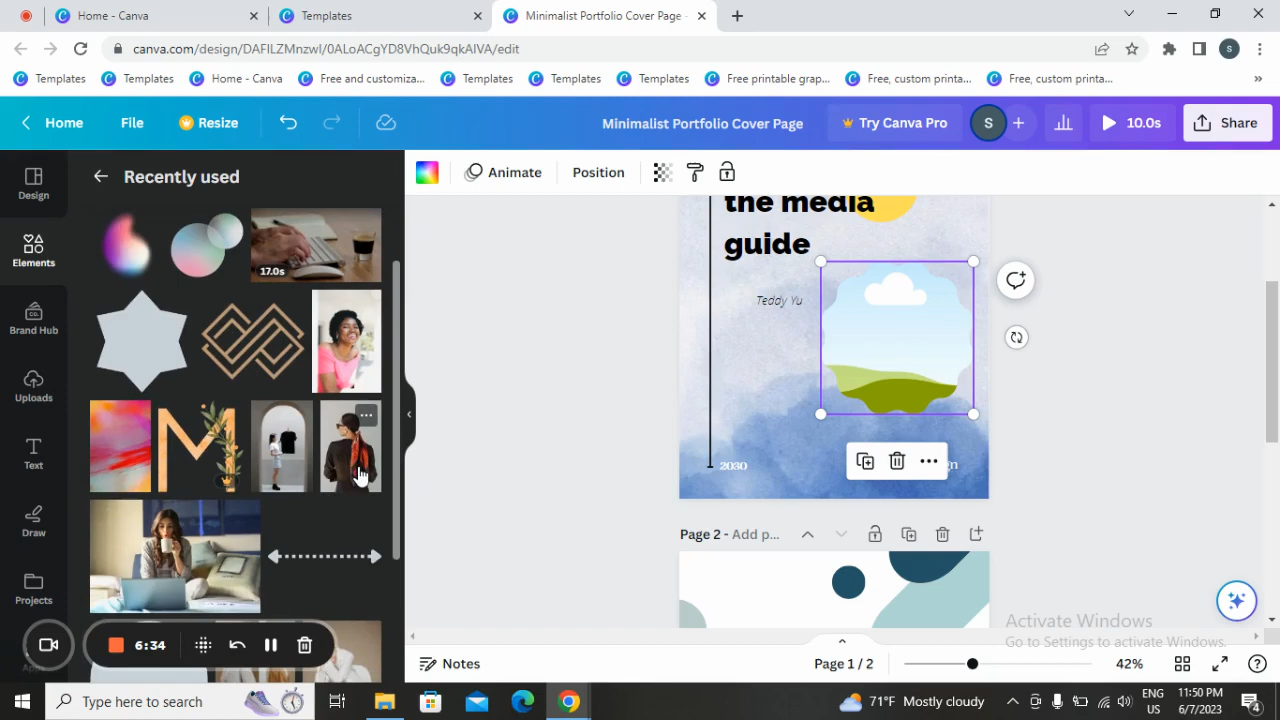 Home - Canva
Templates
Minimalist Portfolio Cover Page -
canva.com/design/DAFlLZMnzwI/0ALoACgYD8VhQuk9qkAlVA/edit
Templates
Templates
Home - Canva
Free and customiza...
Templates
Templates
Templates
Free printable grap...
Free, custom printa...
Free, custom printa...
S
Home
File
Resize
Minimalist Portfolio Cover Page
Try Canva Pro
S
10.0s
Share
Recently used
Animate
Position
Design
Elements
Brand Hub
Uploads
Text
Draw
Projects
17.0s
M
the media
guide
Teddy Yu
2030
Page 2 - Add p...
Activate Windows
Go to Settings to activate Windows.
6:34
Notes
Page 1 / 2
42%
Type here to search
71°F Mostly cloudy
ENG
US
11:50 PM
6/7/2023
4